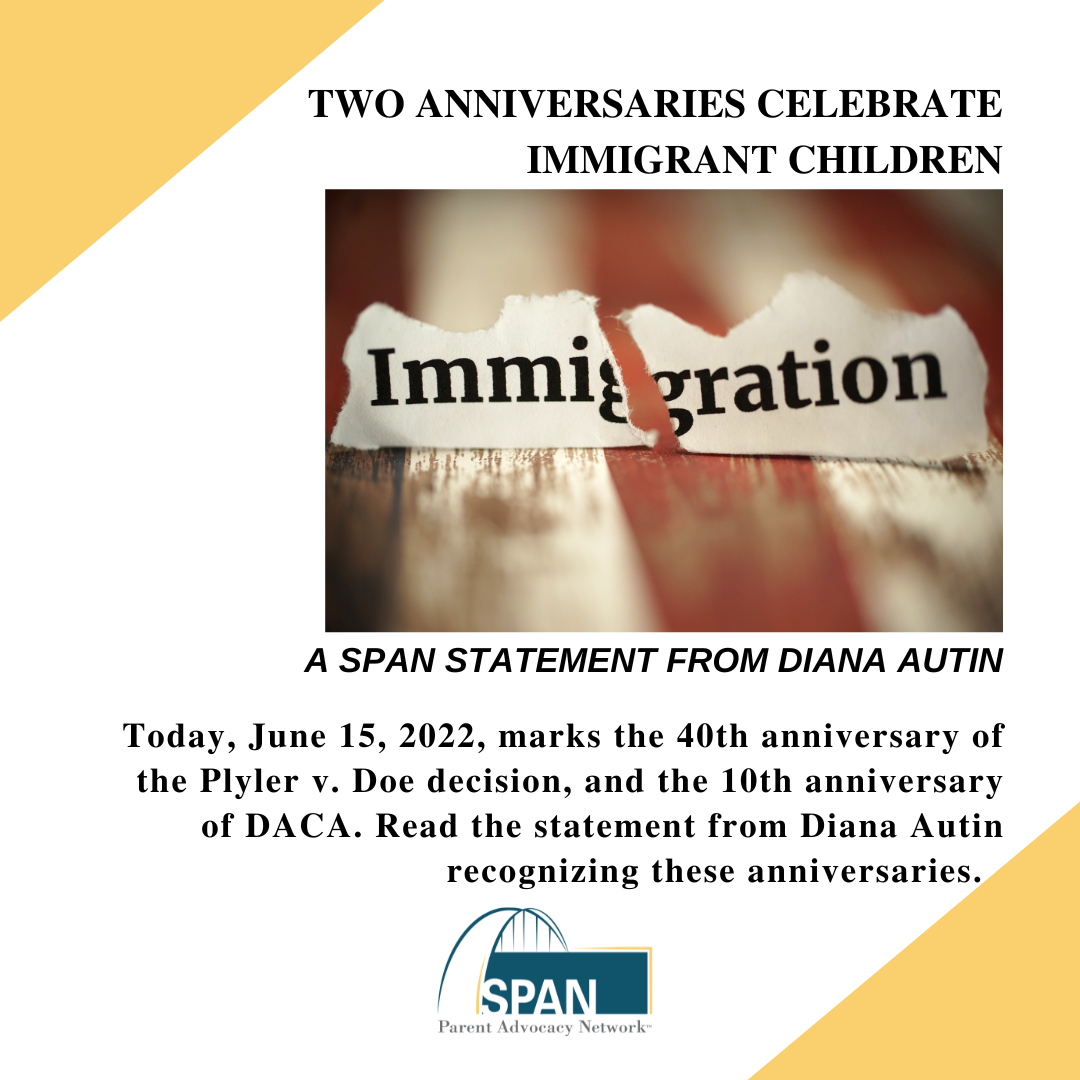 TWO ANNIVERSARIES CELEBRATE
IMMIGRANT CHILDREN
Immig gration
A SPAN STATEMENT FROM DIANA AUTIN
Today, June 15, 2022, marks the 40th anniversary of
the Plyler v. Doe decision, and the 10th anniversary
of DACA. Read the statement from Diana Autin
recognizing these anniversaries.
SPAN
Parent Advocacy Network